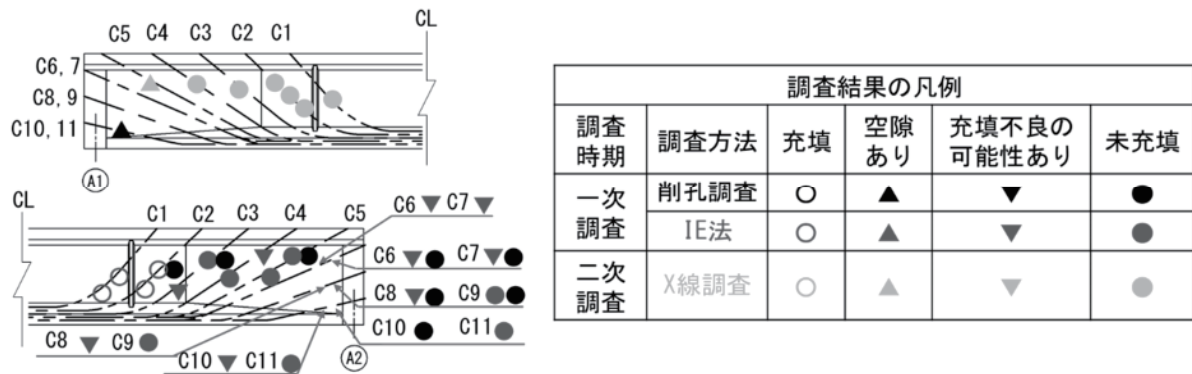 CL
C5 C4 C3 C2 C1
C6, 7
C8, 9
C10, 11
A1
CL
C1 C2 C3 C4 C5
C6 ▼ C7 ▼
C6 ▼● C7 ▼●
C8 ▼● C9 ●●
C10 ● C11 ●
C8 ▼ C9 ●
C10 ▼ C11 ●
A2
調査結果の凡例
調査時期 調査方法 充填 空隙あり 充填不良の可能性あり 未充填
一次調査 削孔調査 ○ ▲ ▼ ●
IE法 ○ ▲ ▼ ●
二次調査 X線調査 ○ ▲ ▼ ●